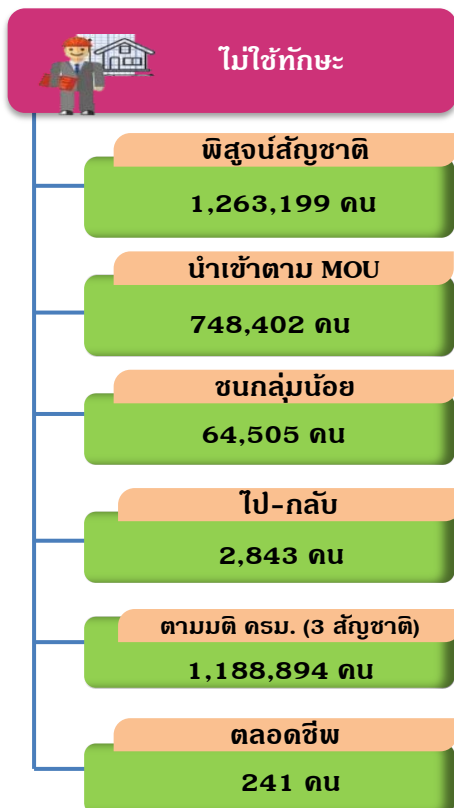 ไม่ใช้ทักษะ
พิสูจน์สัญชาติ
1,263,199 คน
นำเข้าตาม MOU
748,402 คน
ชนกลุ่มน้อย
64,505 คน
ไป-กลับ
2,843 คน
ตามมติ ครม. (3 สัญชาติ)
1,188,894 คน
ตลอดชีพ
241 คน